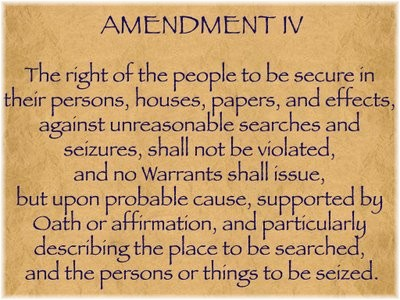 AMENDMENT IV
The right of the people to be secure in
their persons, houses, papers, and effects,
against unreasonable searches and
seizures, shall not be violated,
and no Warrants shall issue,
but upon probable cause, supported by
Oath or affirmation, and particularly
describing the place to be searched,
and the persons or things to be seized.